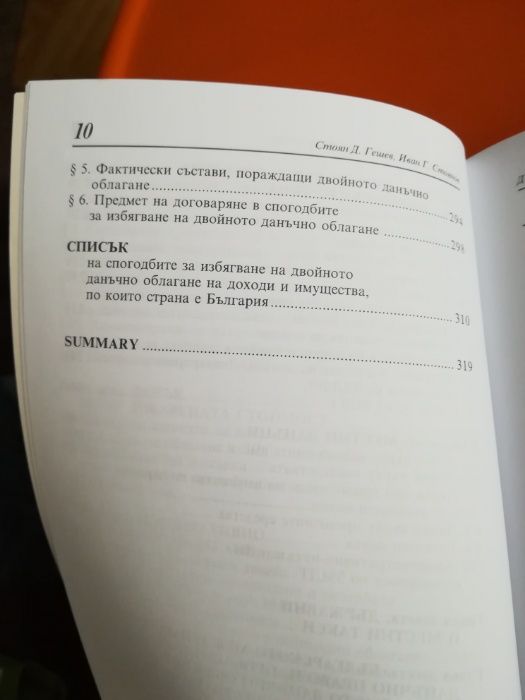 10
Стоян Д. Гешев, Иван Г.
§ 5. Фактически състави, пораждащи двойното данъчно
облагане .......... 294
§ 6. Предмет на договаряне в спогодбите
за избягване на двойното данъчно облагане .......... 298
СПИСЪК
на спогодбите за избягване на двойното
данъчно облагане на доходи и имущества,
по които страна е България .......... 310
SUMMARY .......... 319